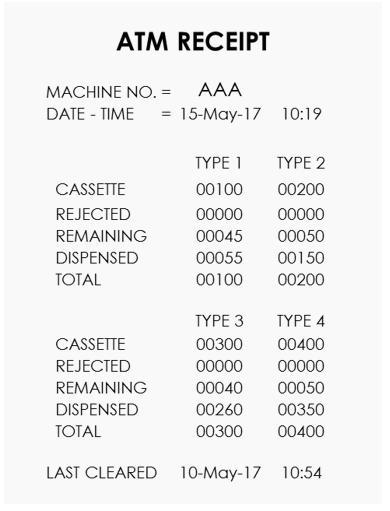 ATM RECEIPT
MACHINE NO. = AAA
DATE - TIME = 15-May-17 10:19
TYPE 1 TYPE 2
CASSETTE 00100 00200
REJECTED 00000 00000
REMAINING 00045 00050
DISPENSED 00055 00150
TOTAL 00100 00200
TYPE 3 TYPE 4
CASSETTE 00300 00400
REJECTED 00000 00000
REMAINING 00040 00050
DISPENSED 00260 00350
TOTAL 00300 00400
LAST CLEARED 10-May-17 10:54